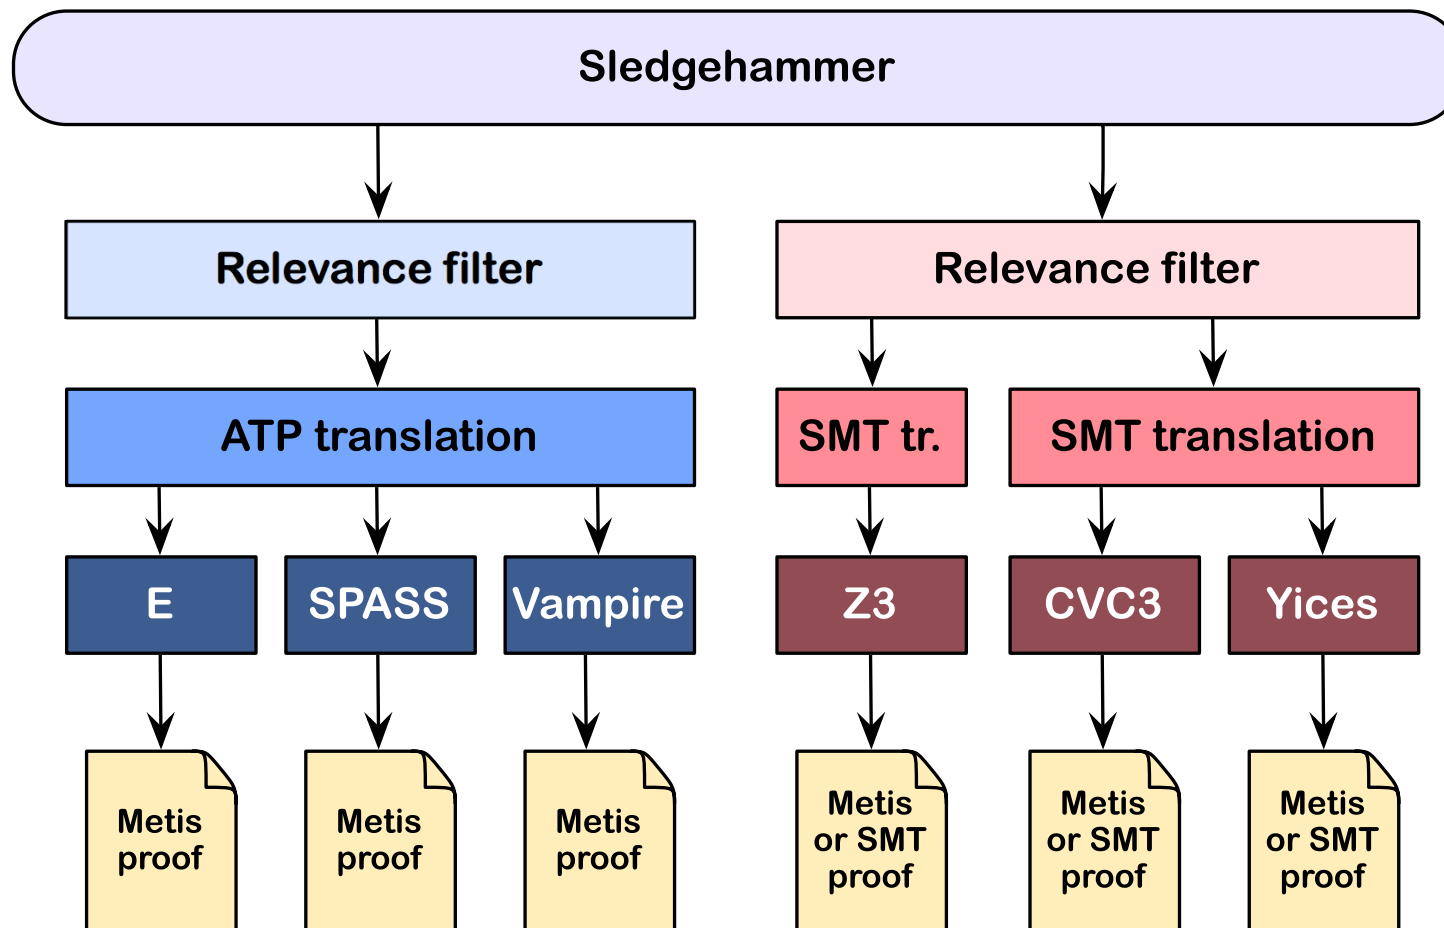 Sledgehammer
Relevance filter
Relevance filter
ATP translation
SMT tr.
SMT translation
E
SPASS
Vampire
Z3
CVC3
Yices
Metis
proof
Metis
proof
Metis
proof
Metis
or SMT
proof
Metis
or SMT
proof
Metis
or SMT
proof